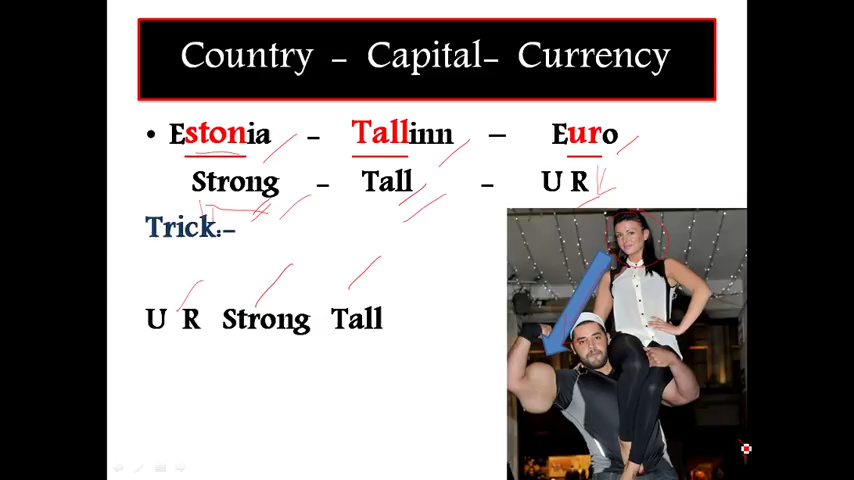 Country - Capital- Currency
• Estonia - Tallinn – Euro
Strong - Tall - U R
Trick:-
U R Strong Tall